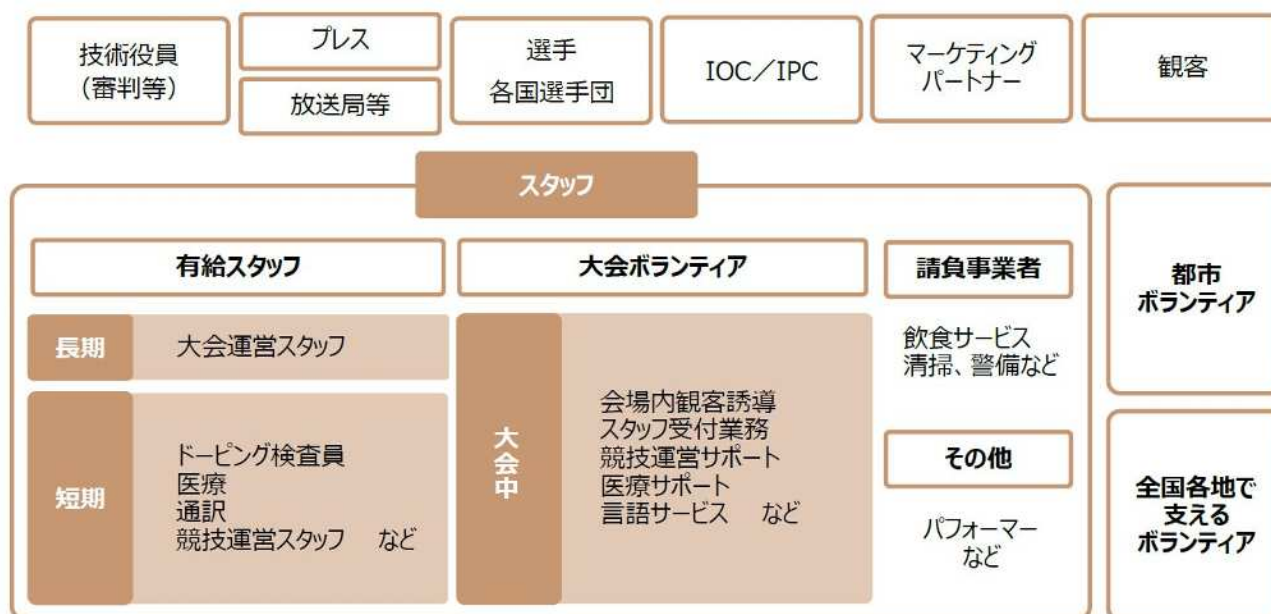 技術役員
（審判等）
プレス
放送局等
選手
各国選手団
IOC／IPC
マーケティング
パートナー
観客
スタッフ
有給スタッフ
長期
大会運営スタッフ
短期
ドーピング検査員
医療
通訳
競技運営スタッフ　など
大会ボランティア
大会中
会場内観客誘導
スタッフ受付業務
競技運営サポート
医療サポート
言語サービス　など
請負事業者
飲食サービス
清掃、警備など
その他
パフォーマー
など
都市
ボランティア
全国各地で
支える
ボランティア